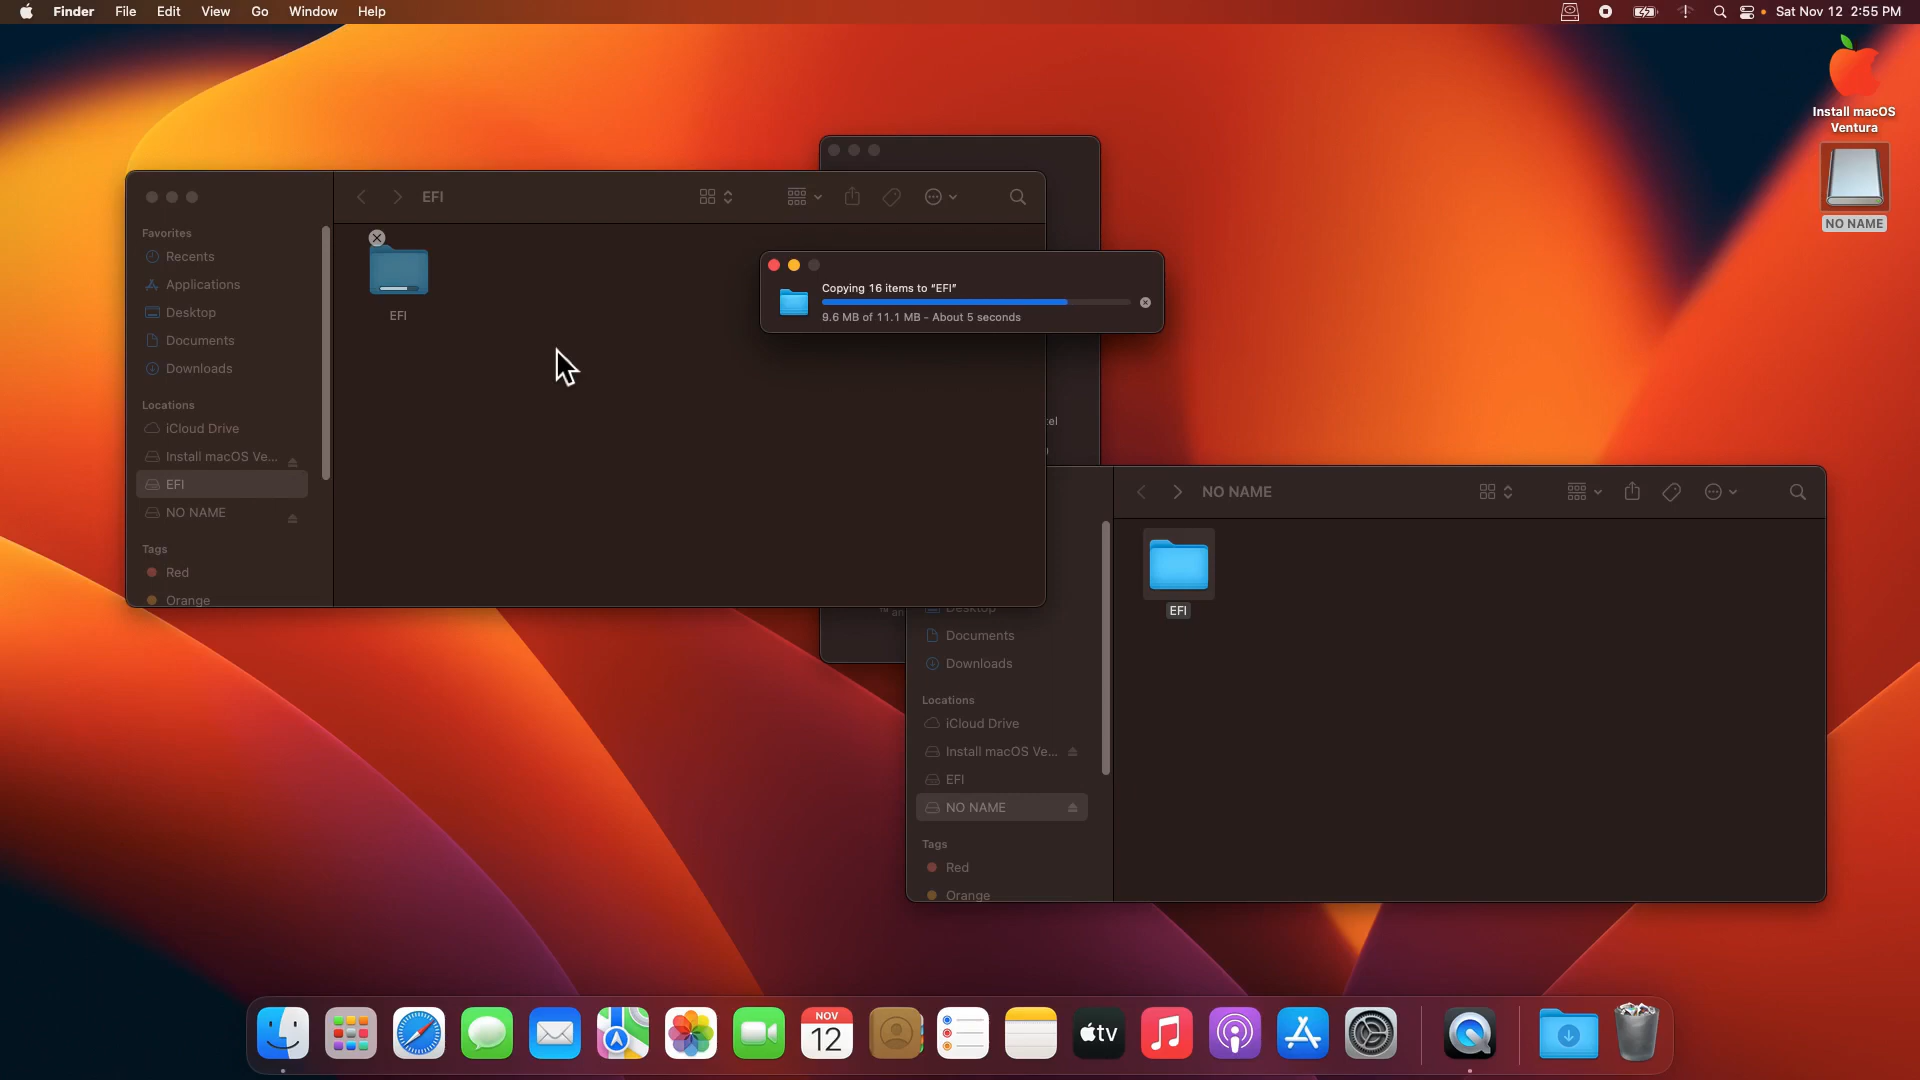 Finder File Edit View Go Window Help
Sat Nov 12 2:55 PM
Install macOS
Ventura
NO NAME
EFI
Favorites
Recents
Applications
Desktop
Documents
Downloads
Locations
iCloud Drive
Install macOS Ve...
EFI
NO NAME
Tags
Red
Orange
EFI
Copying 16 items to "EFI"
9.6 MB of 11.1 MB - About 5 seconds
NO NAME
EFI
Desktop
Documents
Downloads
Locations
iCloud Drive
Install macOS Ve...
EFI
NO NAME
Tags
Red
Orange
NOV
12
tv